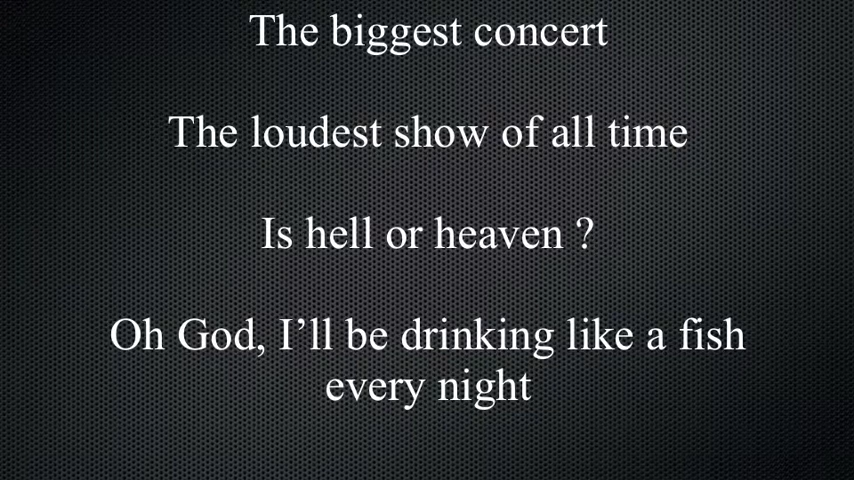 The biggest concert
The loudest show of all time
Is hell or heaven ?
Oh God, I’ll be drinking like a fish
every night